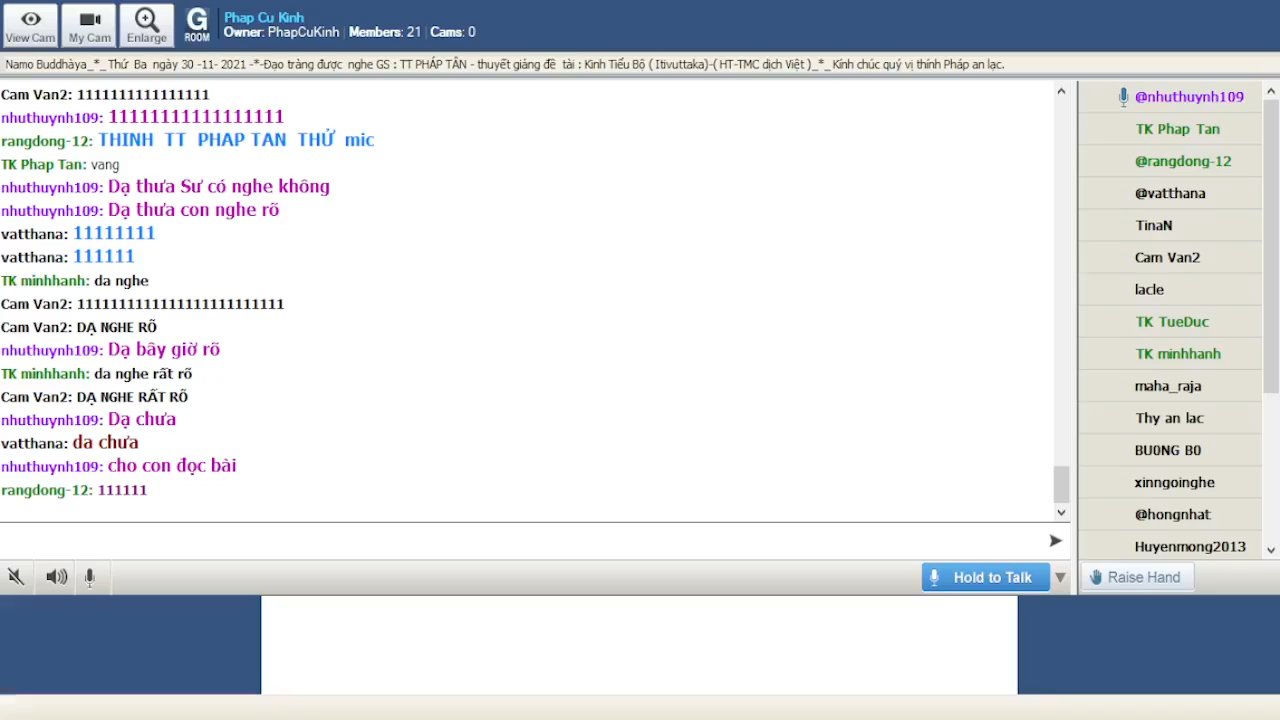 View Cam
My Cam
Enlarge
G
ROOM
Phap Cu Kinh
Owner: PhapCuKinh | Members: 21 | Cams: 0
Namo Buddhàya_*_Thứ Ba ngày 30 -11- 2021 -*-Đạo tràng được nghe GS : TT PHÁP TÂN - thuyết giảng đề tài : Kinh Tiểu Bộ ( Itivuttaka)-( HT-TMC dịch Việt )_*_ Kính chúc quý vị thính Pháp an lạc.
Cam Van2: 1111111111111111
nhuthuynh109: 11111111111111111
rangdong-12: THINH TT PHAP TAN THỬ mic
TK Phap Tan: vang
nhuthuynh109: Dạ thưa Sư có nghe không
nhuthuynh109: Dạ thưa con nghe rõ
vatthana: 11111111
vatthana: 111111
TK minhhanh: da nghe
Cam Van2: 1111111111111111111111111
Cam Van2: DẠ NGHE RÕ
nhuthuynh109: Dạ bây giờ rõ
TK minhhanh: da nghe rất rõ
Cam Van2: DẠ NGHE RẤT RÕ
nhuthuynh109: Dạ chưa
vatthana: da chưa
nhuthuynh109: cho con đọc bài
rangdong-12: 111111
@nhuthuynh109
TK Phap Tan
@rangdong-12
@vatthana
TinaN
Cam Van2
lacle
TK TueDuc
TK minhhanh
maha_raja
Thy an lac
BU0NG B0
xinngoinghe
@hongnhat
Huyenmong2013
Hold to Talk
Raise Hand